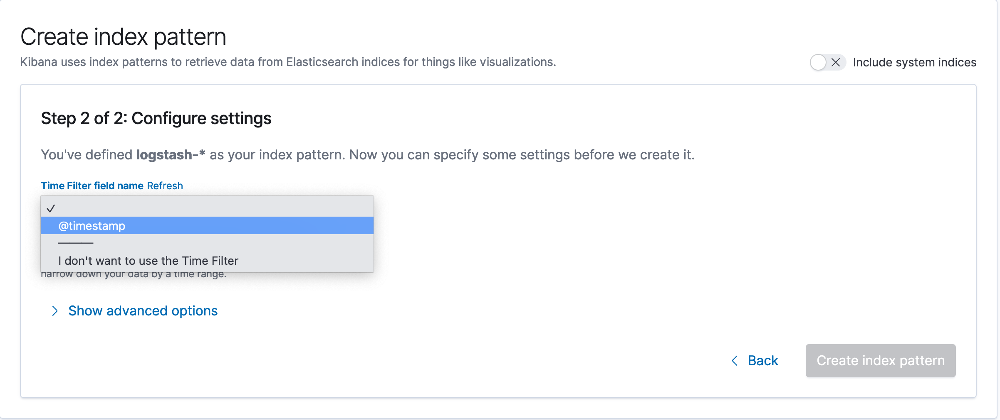 Create index pattern
Kibana uses index patterns to retrieve data from Elasticsearch indices for things like visualizations.
Include system indices
Step 2 of 2: Configure settings
You've defined logstash-* as your index pattern. Now you can specify some settings before we create it.
Time Filter field name Refresh
@timestamp
I don't want to use the Time Filter
narrow down your data by a time range.
Show advanced options
Back
Create index pattern